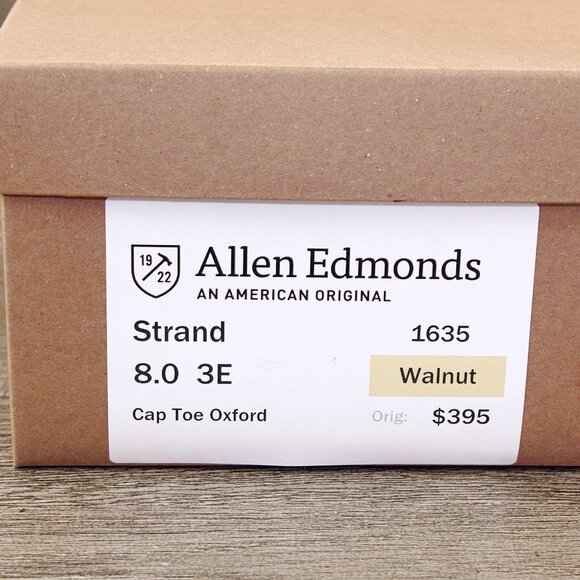 19
22
Allen Edmonds
AN AMERICAN ORIGINAL
Strand 1635
8.0 3E Walnut
Cap Toe Oxford Orig: $395